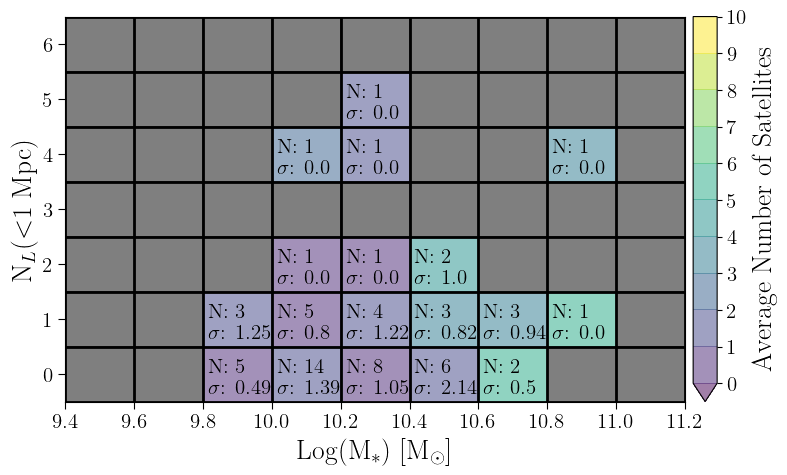 6
5
4
3
2
1
0
N_L(<1 Mpc)
N: 1
σ: 0.0
N: 1
σ: 0.0
N: 1
σ: 0.0
N: 1
σ: 0.0
N: 1
σ: 0.0
N: 1
σ: 0.0
N: 2
σ: 1.0
N: 3
σ: 1.25
N: 5
σ: 0.8
N: 4
σ: 1.22
N: 3
σ: 0.82
N: 3
σ: 0.94
N: 1
σ: 0.0
N: 5
σ: 0.49
N: 14
σ: 1.39
N: 8
σ: 1.05
N: 6
σ: 2.14
N: 2
σ: 0.5
9.4 9.6 9.8 10.0 10.2 10.4 10.6 10.8 11.0 11.2
Log(M_*) [M_⊙]
10
9
8
7
6
5
4
3
2
1
0
Average Number of Satellites